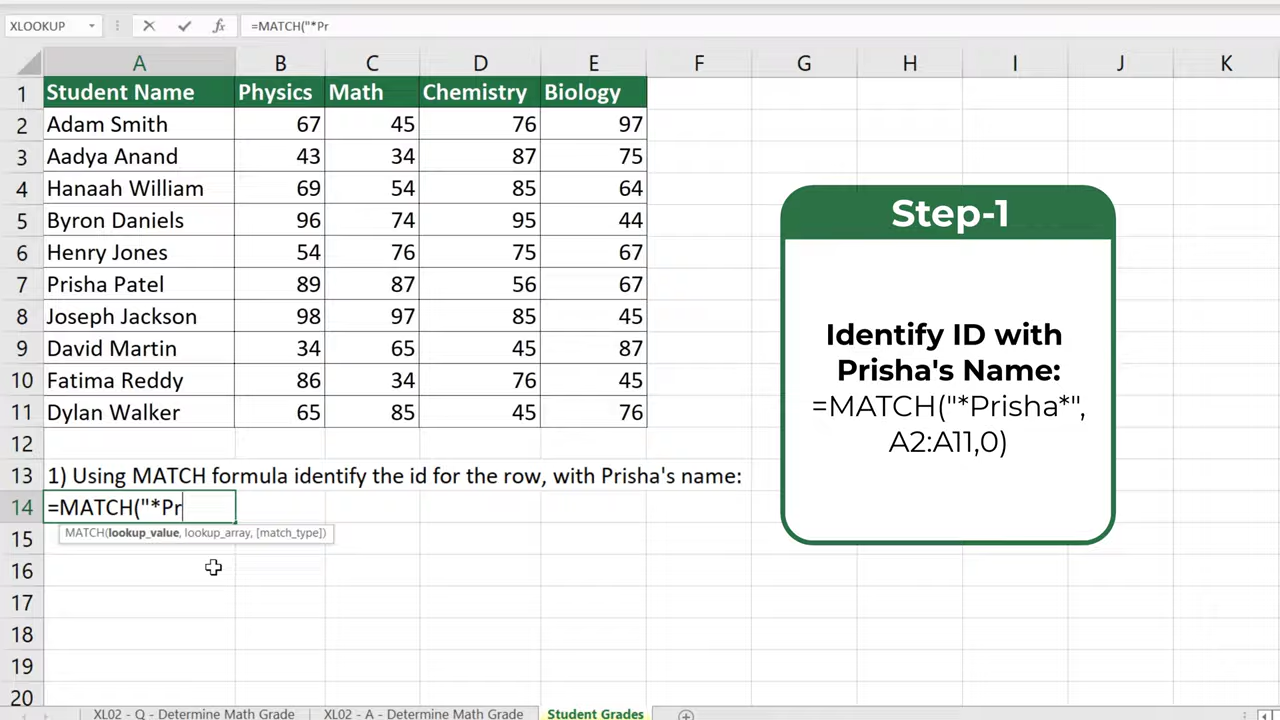 XLOOKUP
fx
=MATCH("*Pr
A B C D E F G H I J K
1 Student Name Physics Math Chemistry Biology
2 Adam Smith 67 45 76 97
3 Aadya Anand 43 34 87 75
4 Hanaah William 69 54 85 64
5 Byron Daniels 96 74 95 44
6 Henry Jones 54 76 75 67
7 Prisha Patel 89 87 56 67
8 Joseph Jackson 98 97 85 45
9 David Martin 34 65 45 87
10 Fatima Reddy 86 34 76 45
11 Dylan Walker 65 85 45 76
12
13 1) Using MATCH formula identify the id for the row, with Prisha's name:
14 =MATCH("*Pr
MATCH(lookup_value, lookup_array, [match_type])
15
16
17
18
19
20
Step-1
Identify ID with
Prisha's Name:
=MATCH("*Prisha*",
A2:A11,0)
XL02 - Q - Determine Math Grade XL02 - A - Determine Math Grade Student Grades